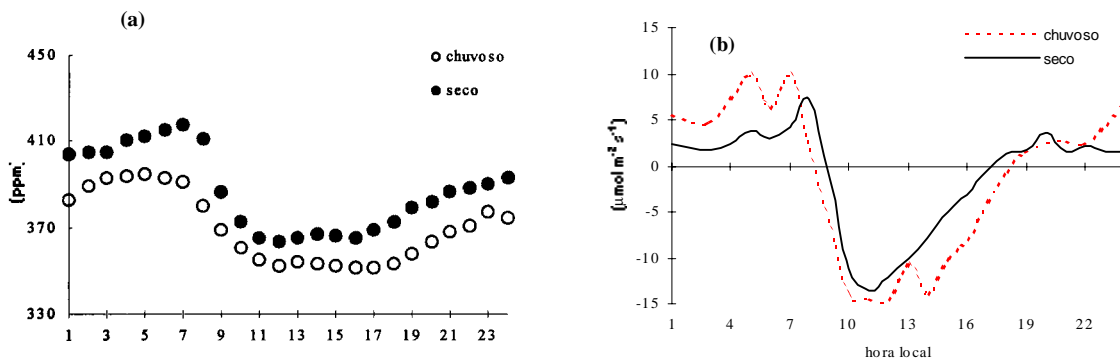 (a)
450
410
370
330
[ppm]
chuvoso
seco
1 3 5 7 9 11 13 15 17 19 21 23
(b)
15
10
5
0
-5
-10
-15
[µmol m-2 s-1]
chuvoso
seco
1 4 7 10 13 16 19 22
hora local